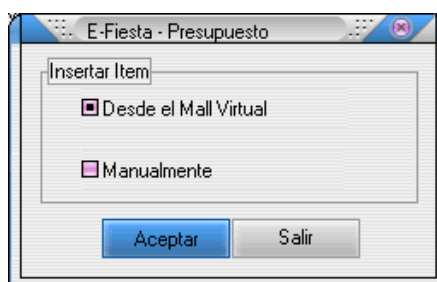 E-Fiesta - Presupuesto
Insertar Item
Desde el Mall Virtual
Manualmente
Aceptar Salir